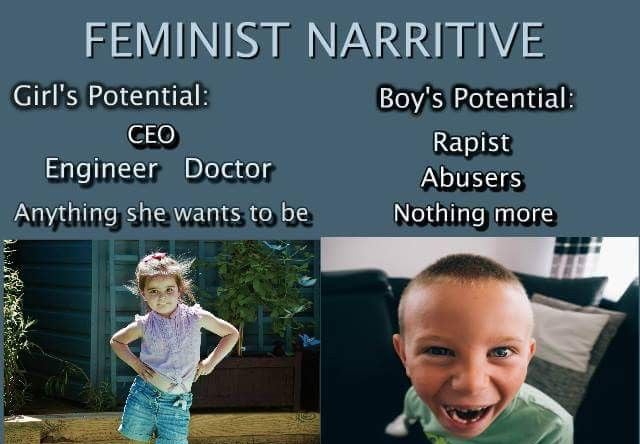 FEMINIST NARRITIVE
Girl's Potential:
CEO
Engineer Doctor
Anything she wants to be
Boy's Potential:
Rapist
Abusers
Nothing more